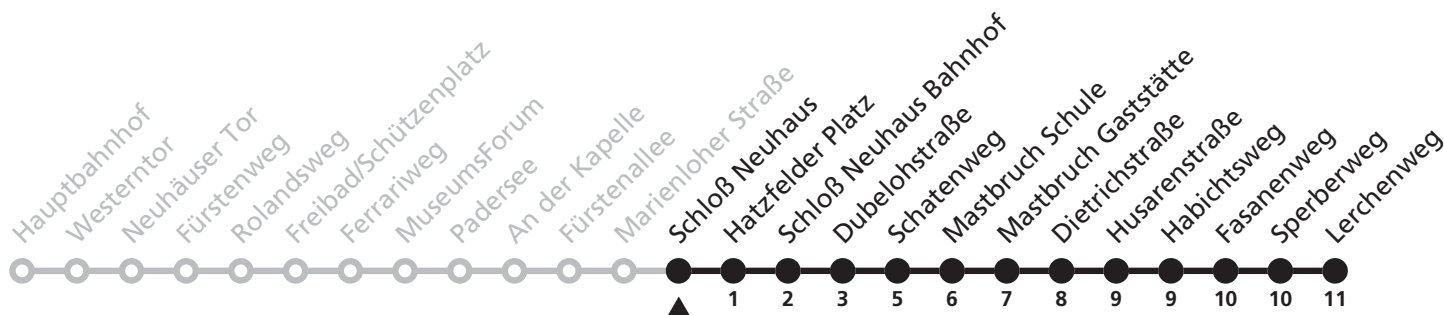 Hauptbahnhof
Westerntor
Neuhäuser Tor
Fürstenweg
Rolandsweg
Freibad/Schützenplatz
Ferrariweg
MuseumsForum
Padersee
An der Kapelle
Fürstenallee
Marienloher Straße
Schloß Neuhaus
Hatzfelder Platz
Schloß Neuhaus Bahnhof
Dubelohstraße
Schatenweg
Mastbruch Schule
Mastbruch Gaststätte
Dietrichstraße
Husarenstraße
Habichtsweg
Fasanenweg
Sperberweg
Lerchenweg
1 2 3 5 6 7 8 9 9 10 10 11